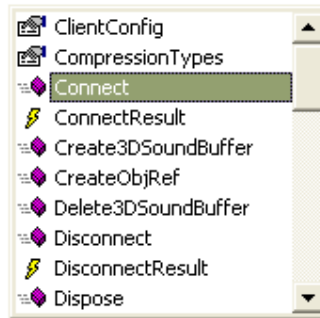 ClientConfig
CompressionTypes
Connect
ConnectResult
Create3DSoundBuffer
CreateObjRef
Delete3DSoundBuffer
Disconnect
DisconnectResult
Dispose